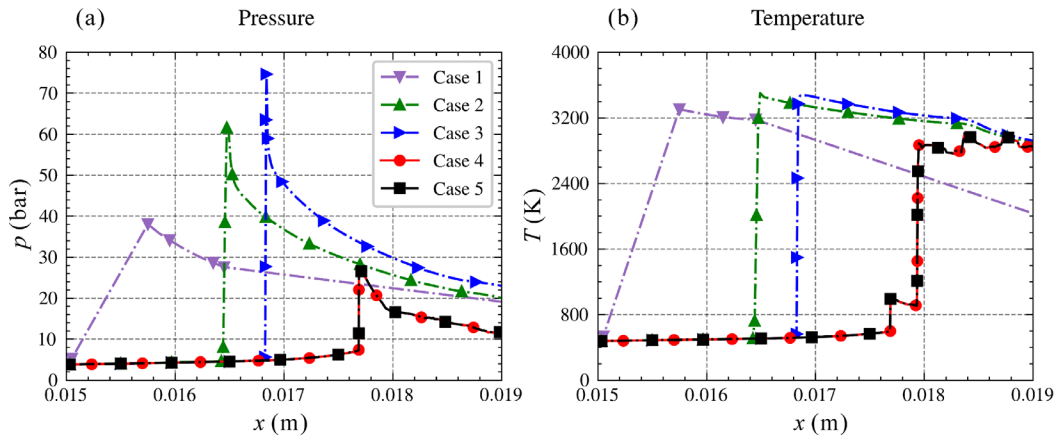 (a) Pressure
80
70
60
50
40
30
20
10
0
p (bar)
Case 1
Case 2
Case 3
Case 4
Case 5
0.015 0.016 0.017 0.018 0.019
x (m)
(b) Temperature
4000
3200
2400
1600
800
0
T (K)
0.015 0.016 0.017 0.018 0.019
x (m)